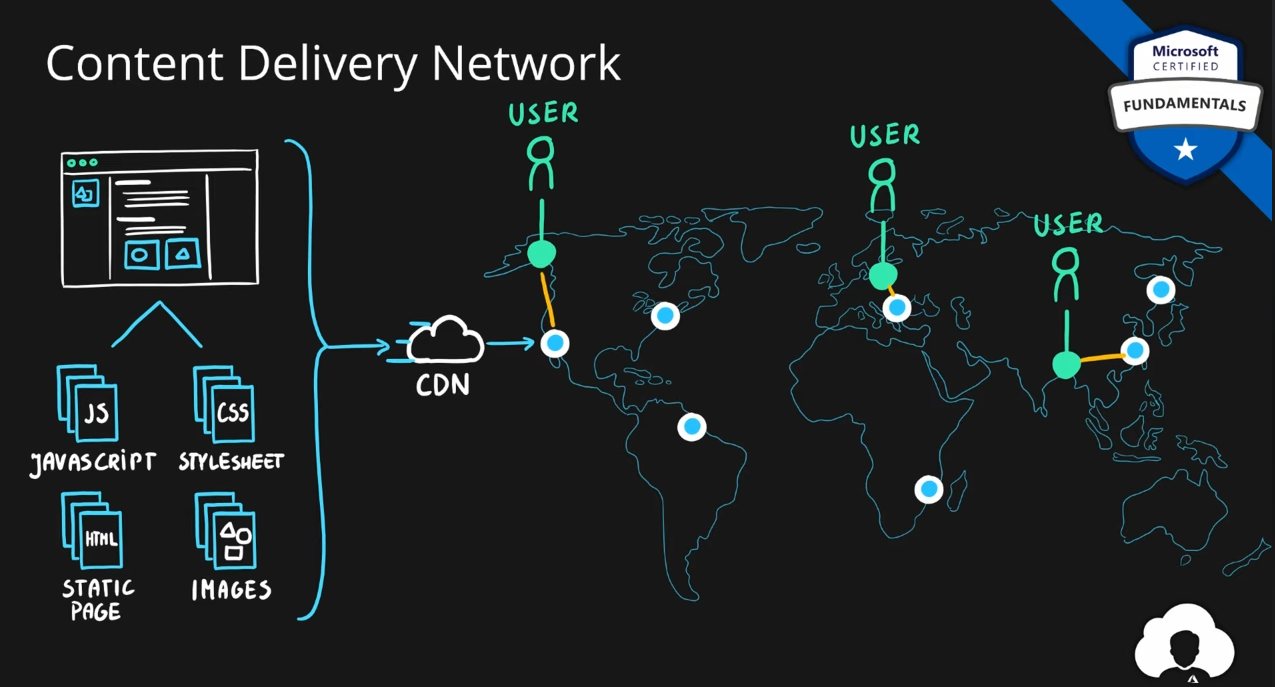 Content Delivery Network
Microsoft
CERTIFIED
FUNDAMENTALS
USER
USER
USER
CDN
JS
JAVASCRIPT
CSS
STYLESHEET
HTML
STATIC
PAGE
IMAGES